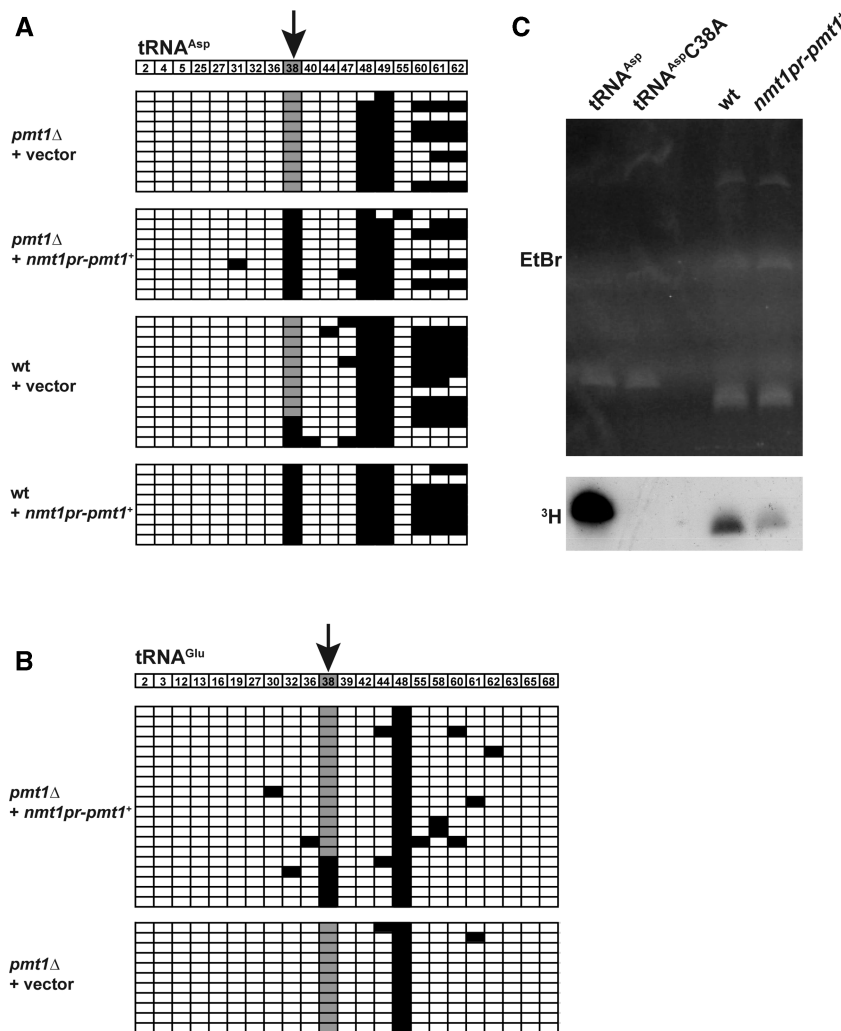 A
tRNAAsp
2 4 5 25 27 31 32 36 38 40 44 47 48 49 55 60 61 62
pmt1Δ
+ vector
pmt1Δ
+ nmt1pr-pmt1+
wt
+ vector
wt
+ nmt1pr-pmt1+
C
tRNAAsp
tRNAAspC38A
wt
nmt1pr-pmt1+
EtBr
3H
B
tRNAGlu
2 3 12 13 16 19 27 30 32 36 38 39 42 44 48 55 58 60 61 62 63 65 68
pmt1Δ
+ nmt1pr-pmt1+
pmt1Δ
+ vector